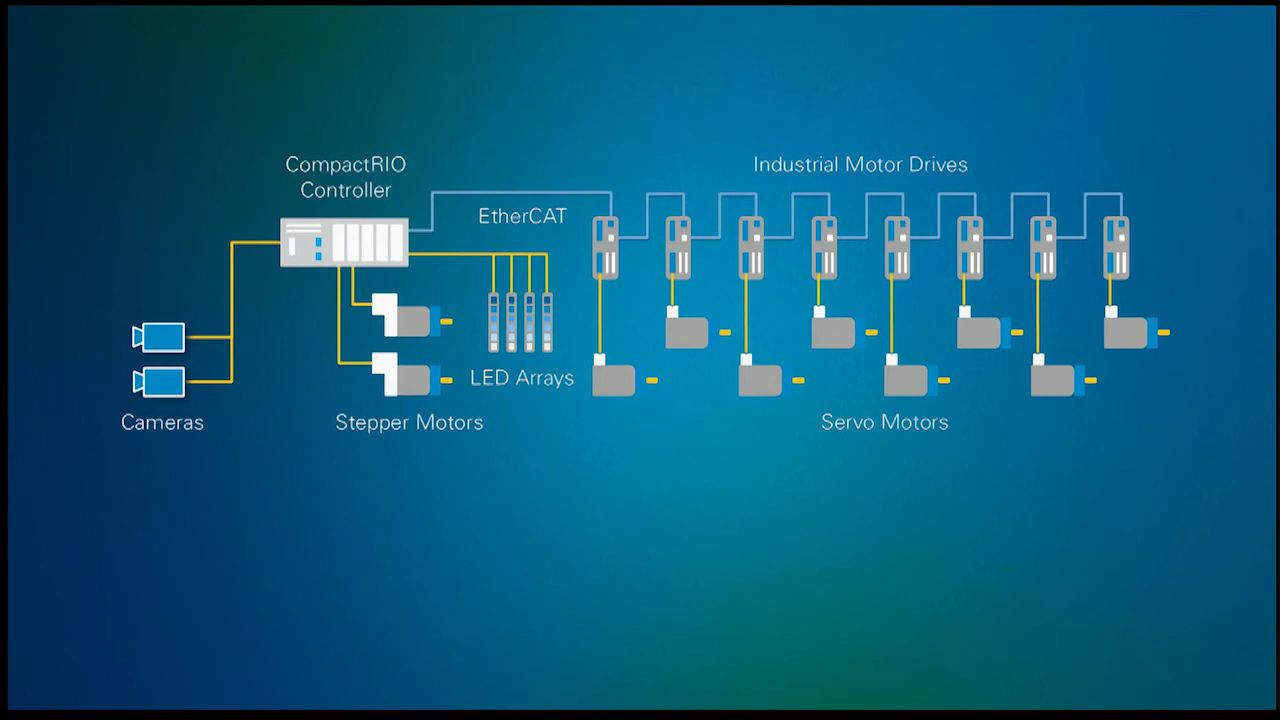 CompactRIO
Controller
Industrial Motor Drives
EtherCAT
LED Arrays
Cameras
Stepper Motors
Servo Motors